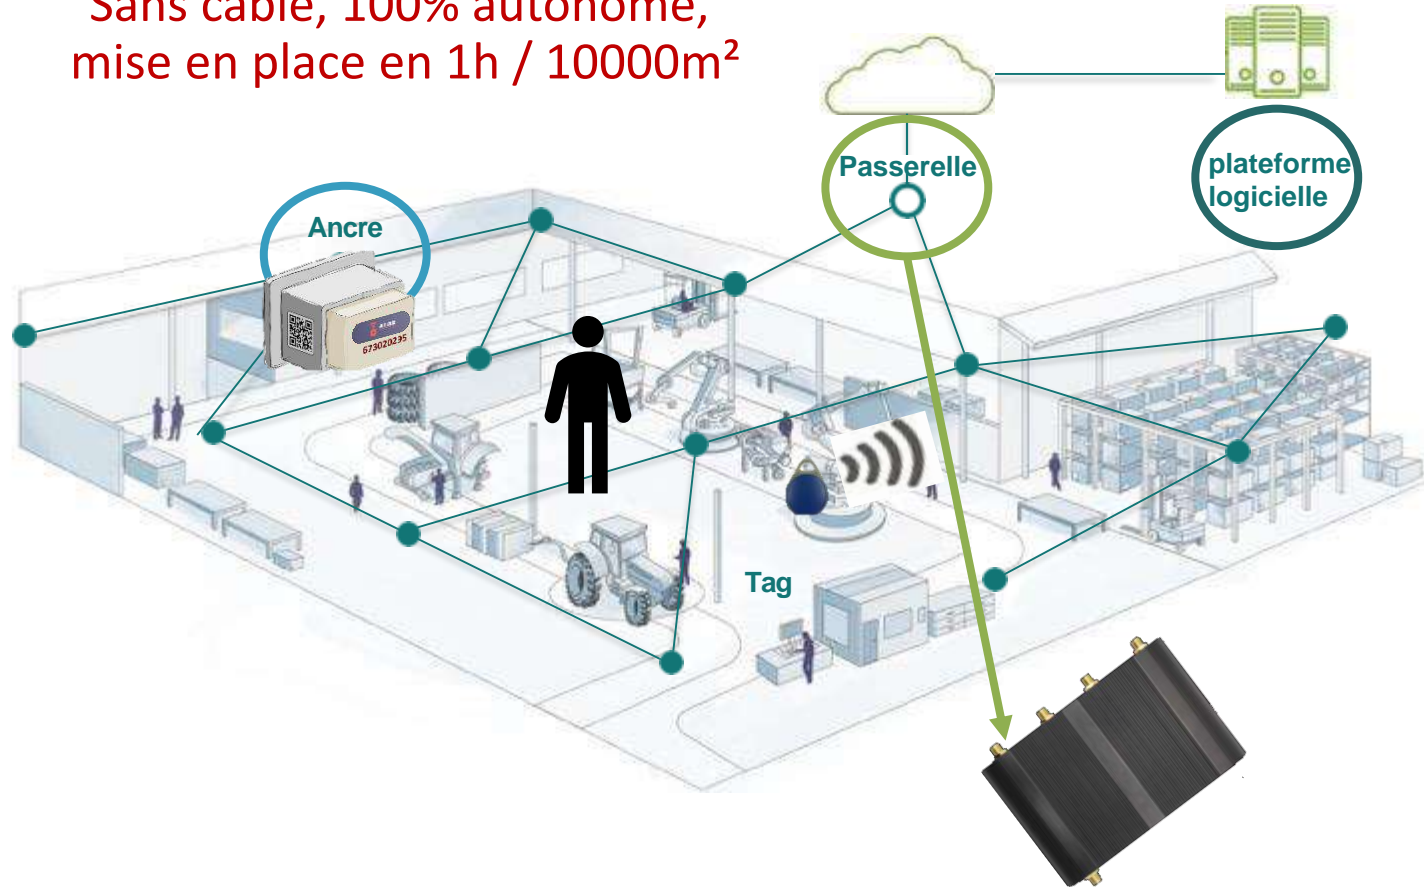 Sans câble, 100% autonome,
mise en place en 1h / 10000m²
Passerelle
plateforme
logicielle
Ancre
673020235
Tag